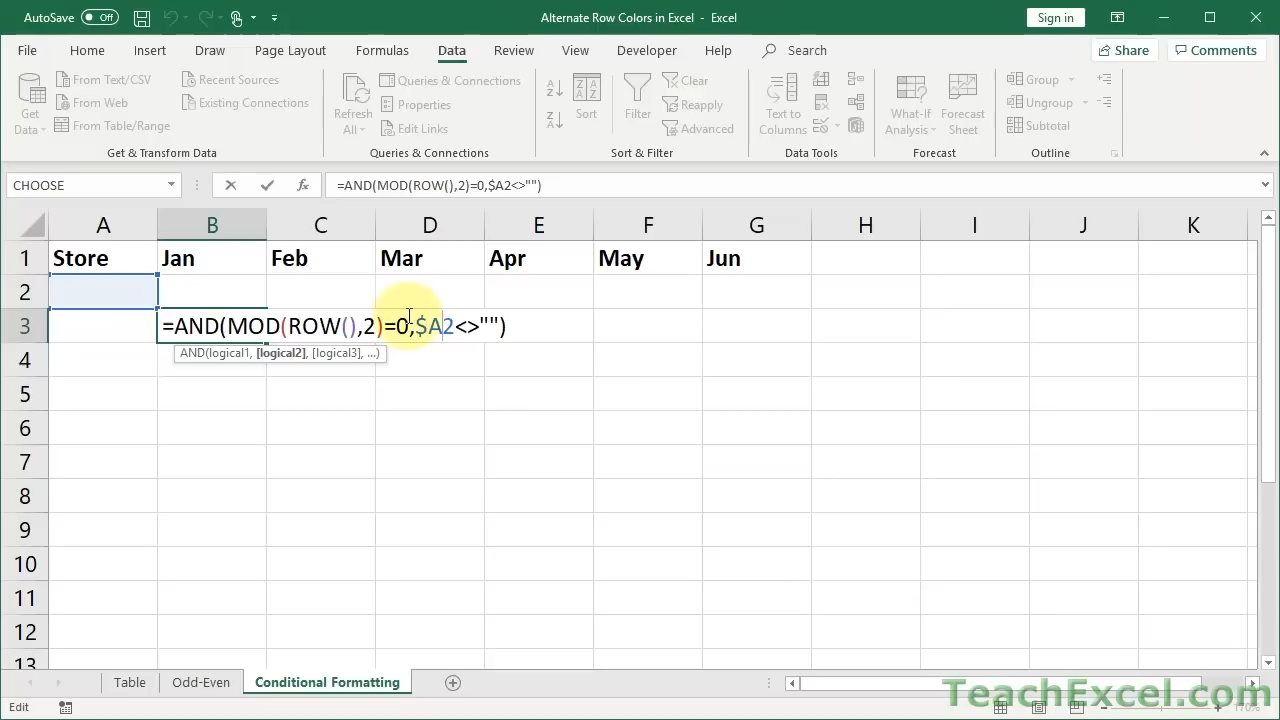 AutoSave Off
Alternate Row Colors in Excel - Excel
Sign in
File Home Insert Draw Page Layout Formulas Data Review View Developer Help Search Share Comments
Get Data
From Text/CSV
From Web
From Table/Range
Recent Sources
Existing Connections
Get & Transform Data
Refresh All
Queries & Connections
Properties
Edit Links
Queries & Connections
Sort
Filter
Clear
Reapply
Advanced
Sort & Filter
Text to Columns
Data Tools
What-If Analysis
Forecast Sheet
Forecast
Group
Ungroup
Subtotal
Outline
CHOOSE
fx
=AND(MOD(ROW(),2)=0,$A2<>"")
A B C D E F G H I J K
1 Store Jan Feb Mar Apr May Jun
2
3 =AND(MOD(ROW(),2)=0,$A2<>"")
AND(logical1, [logical2], [logical3], ...)
4
5
6
7
8
9
10
11
12
13
Table Odd-Even Conditional Formatting
TeachExcel.com
Edit
170%